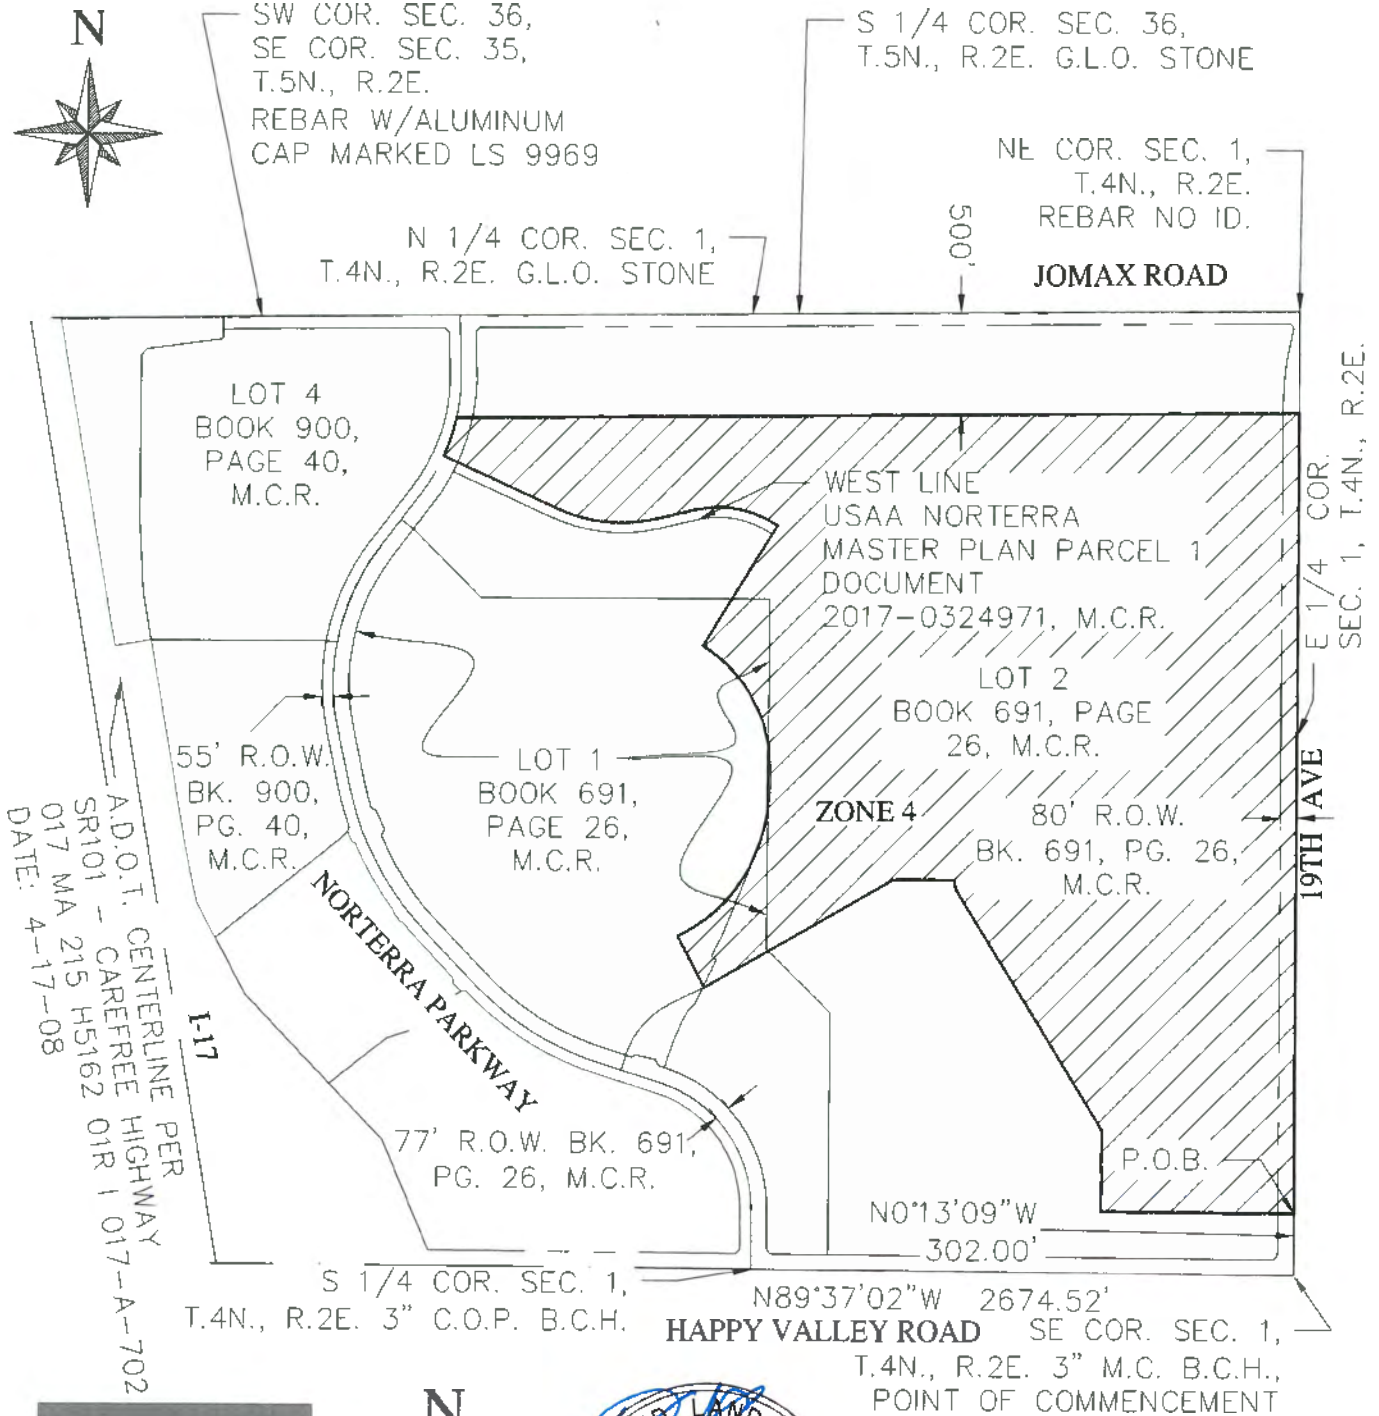 N
SW COR. SEC. 36,
SE COR. SEC. 35,
T.5N., R.2E.
REBAR W/ALUMINUM
CAP MARKED LS 9969
S 1/4 COR. SEC. 36,
T.5N., R.2E. G.L.O. STONE
NE COR. SEC. 1,
T.4N., R.2E.
REBAR NO ID.
N 1/4 COR. SEC. 1,
T.4N., R.2E. G.L.O. STONE
500'
JOMAX ROAD
LOT 4
BOOK 900,
PAGE 40,
M.C.R.
WEST LINE
USAA NORTERRA
MASTER PLAN PARCEL 1
DOCUMENT
2017-0324971, M.C.R.
E 1/4 COR.
SEC. 1, T.4N., R.2E.
LOT 2
BOOK 691, PAGE
26, M.C.R.
55' R.O.W.
BK. 900,
PG. 40,
M.C.R.
LOT 1
BOOK 691,
PAGE 26,
M.C.R.
ZONE 4
80' R.O.W.
BK. 691, PG. 26,
M.C.R.
19TH AVE
NORTERRA PARKWAY
I-17
A.D.O.T. CENTERLINE PER
SR101 - CAREFREE HIGHWAY
017 MA 215 H5162 01R I 017-A-702
DATE: 4-17-08
77' R.O.W. BK. 691,
PG. 26, M.C.R.
P.O.B.
N0°13'09"W
302.00'
S 1/4 COR. SEC. 1,
T.4N., R.2E. 3" C.O.P. B.C.H.
N89°37'02"W 2674.52'
HAPPY VALLEY ROAD
SE COR. SEC. 1,
T.4N., R.2E. 3" M.C. B.C.H.,
POINT OF COMMENCEMENT
N
LAND